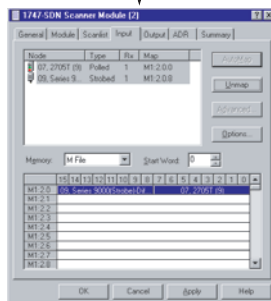 1747-SDN Scanner Module (2)
General Module Scanlist Input Output ADR Summary
Node Type Rx Map
07, 2705T (9) Polled 1 M1:2.0.0
09, Series 9... Strobed 1 M1:2.0.8
AutoMap
Unmap
Advanced...
Options...
Memory: M File Start Word: 0
15 14 13 12 11 10 9 8 7 6 5 4 3 2 1 0
M1:2.0 09, Series 9000(Strobe)-Dif... 07, 2705T (9)
M1:2.1
M1:2.2
M1:2.3
M1:2.4
M1:2.5
M1:2.6
M1:2.7
M1:2.8
OK Cancel Apply Help